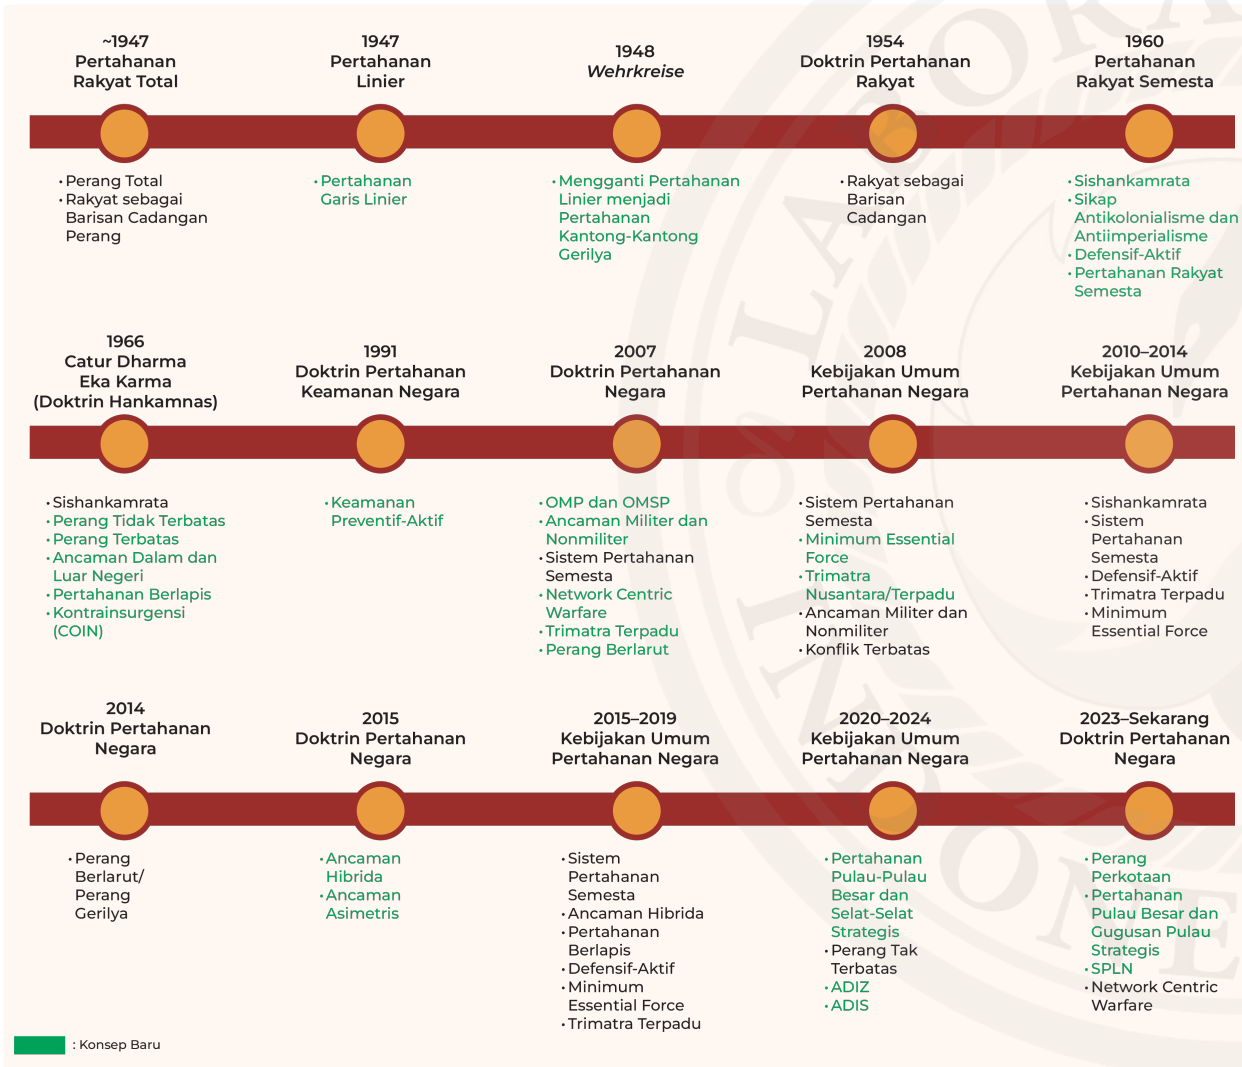 ~1947
Pertahanan
Rakyat Total
1947
Pertahanan
Linier
1948
Wehrkreise
1954
Doktrin Pertahanan
Rakyat
1960
Pertahanan
Rakyat Semesta
• Perang Total
• Rakyat sebagai
Barisan Cadangan
Perang
• Pertahanan
Garis Linier
• Mengganti Pertahanan
Linier menjadi
Pertahanan
Kantong-Kantong
Gerilya
• Rakyat sebagai
Barisan
Cadangan
• Sishankamrata
• Sikap
Antikolonialisme dan
Antiimperialisme
• Defensif-Aktif
• Pertahanan Rakyat
Semesta
1966
Catur Dharma
Eka Karma
(Doktrin Hankamnas)
1991
Doktrin Pertahanan
Keamanan Negara
2007
Doktrin Pertahanan
Negara
2008
Kebijakan Umum
Pertahanan Negara
2010–2014
Kebijakan Umum
Pertahanan Negara
• Sishankamrata
• Perang Tidak Terbatas
• Perang Terbatas
• Ancaman Dalam dan
Luar Negeri
• Pertahanan Berlapis
• Kontrainsurgensi
(COIN)
• Keamanan
Preventif-Aktif
• OMP dan OMSP
• Ancaman Militer dan
Nonmiliter
• Sistem Pertahanan
Semesta
• Network Centric
Warfare
• Trimatra Terpadu
• Perang Berlarut
• Sistem Pertahanan
Semesta
• Minimum Essential
Force
• Trimatra
Nusantara/Terpadu
• Ancaman Militer dan
Nonmiliter
• Konflik Terbatas
• Sishankamrata
• Sistem
Pertahanan
Semesta
• Defensif-Aktif
• Trimatra Terpadu
• Minimum
Essential Force
2014
Doktrin Pertahanan
Negara
2015
Doktrin Pertahanan
Negara
2015–2019
Kebijakan Umum
Pertahanan Negara
2020–2024
Kebijakan Umum
Pertahanan Negara
2023–Sekarang
Doktrin Pertahanan
Negara
• Perang
Berlarut/
Perang
Gerilya
• Ancaman
Hibrida
• Ancaman
Asimetris
• Sistem
Pertahanan
Semesta
• Ancaman Hibrida
• Pertahanan
Berlapis
• Defensif-Aktif
• Minimum
Essential Force
• Trimatra Terpadu
• Pertahanan
Pulau-Pulau
Besar dan
Selat-Selat
Strategis
• Perang Tak
Terbatas
• ADIZ
• ADIS
• Perang
Perkotaan
• Pertahanan
Pulau Besar dan
Gugusan Pulau
Strategis
• SPLN
• Network Centric
Warfare
: Konsep Baru